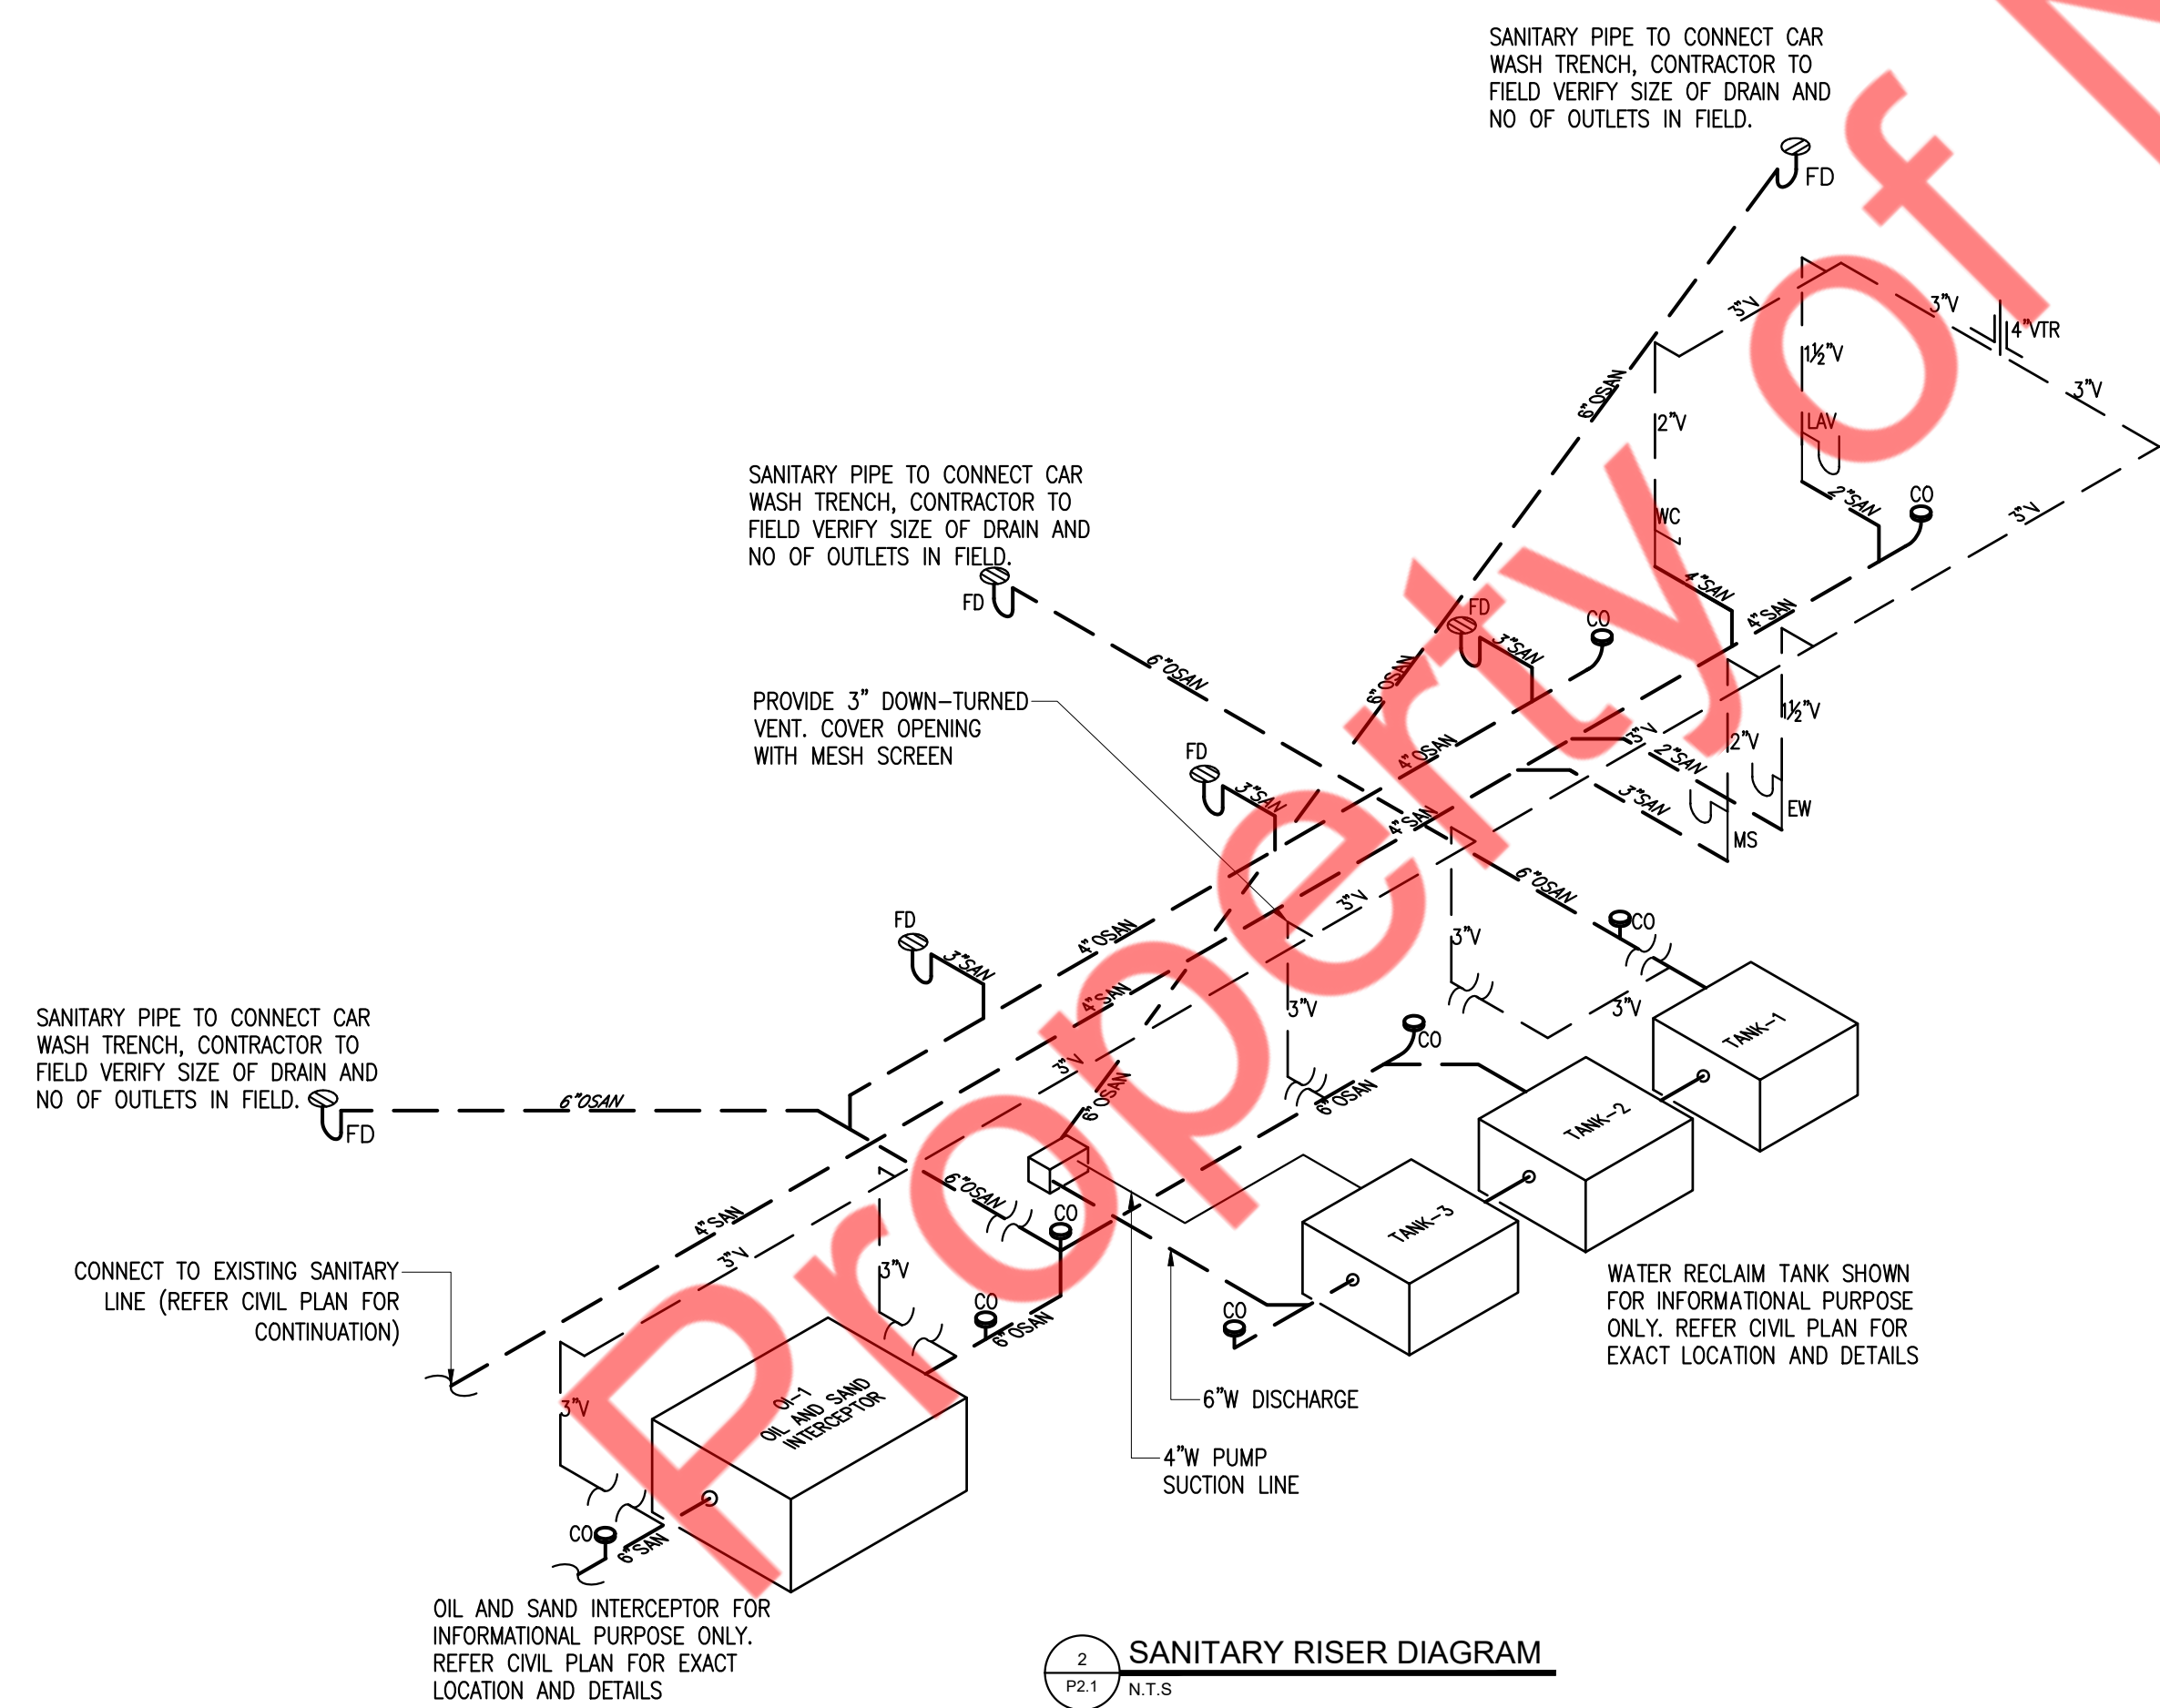 SANITARY PIPE TO CONNECT CAR
WASH TRENCH, CONTRACTOR TO
FIELD VERIFY SIZE OF DRAIN AND
NO OF OUTLETS IN FIELD.
FD
3"V
3"V
4"VTR
1½"V
3"V
6"OSAN
2"V
LAV
SANITARY PIPE TO CONNECT CAR
WASH TRENCH, CONTRACTOR TO
FIELD VERIFY SIZE OF DRAIN AND
NO OF OUTLETS IN FIELD.
FD
2"SAN
CO
3"V
WC
4"SAN
4"SAN
FD
CO
3"SAN
6"OSAN
6"OSAN
PROVIDE 3" DOWN-TURNED
VENT. COVER OPENING
WITH MESH SCREEN
1½"V
3"V
2"V
FD
4"OSAN
2"SAN
3"SAN
3"SAN
EW
4"SAN
MS
6"OSAN
3"V
FD
CO
4"OSAN
3"V
3"SAN
4"SAN
3"V
3"V
CO
TANK-1
SANITARY PIPE TO CONNECT CAR
WASH TRENCH, CONTRACTOR TO
FIELD VERIFY SIZE OF DRAIN AND
NO OF OUTLETS IN FIELD.
FD
6"OSAN
3"V
6"OSAN
6"OSAN
TANK-2
6"OSAN
4"SAN
CO
TANK-3
3"V
3"V
CONNECT TO EXISTING SANITARY
LINE (REFER CIVIL PLAN FOR
CONTINUATION)
CO
6"OSAN
CO
WATER RECLAIM TANK SHOWN
FOR INFORMATIONAL PURPOSE
ONLY. REFER CIVIL PLAN FOR
EXACT LOCATION AND DETAILS
3"V
OI-1
OIL AND SAND
INTERCEPTOR
6"W DISCHARGE
4"W PUMP
SUCTION LINE
CO
6"SAN
OIL AND SAND INTERCEPTOR FOR
INFORMATIONAL PURPOSE ONLY.
REFER CIVIL PLAN FOR EXACT
LOCATION AND DETAILS
2
P2.1
SANITARY RISER DIAGRAM
N.T.S
Property of